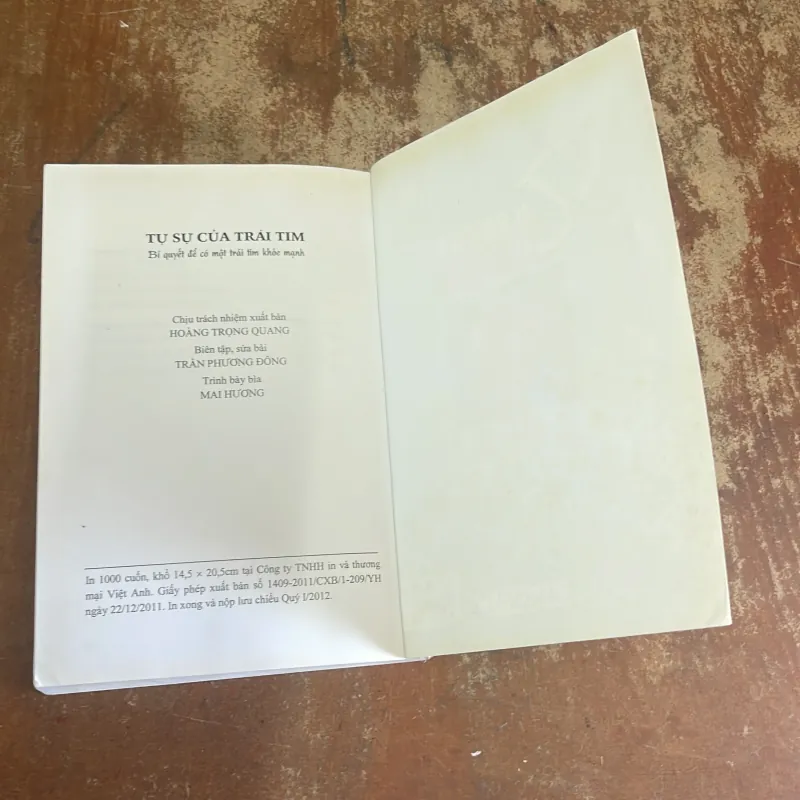 TỰ SỰ CỦA TRÁI TIM
Bí quyết để có một trái tim khỏe mạnh
Chịu trách nhiệm xuất bản
HOÀNG TRỌNG QUANG
Biên tập, sửa bài
TRẦN PHƯƠNG ĐÔNG
Trình bày bìa
MAI HƯƠNG
In 1000 cuốn, khổ 14,5 × 20,5cm tại Công ty TNHH in và thương
mại Việt Anh. Giấy phép xuất bản số 1409-2011/CXB/1-209/YH
ngày 22/12/2011. In xong và nộp lưu chiểu Quý I/2012.